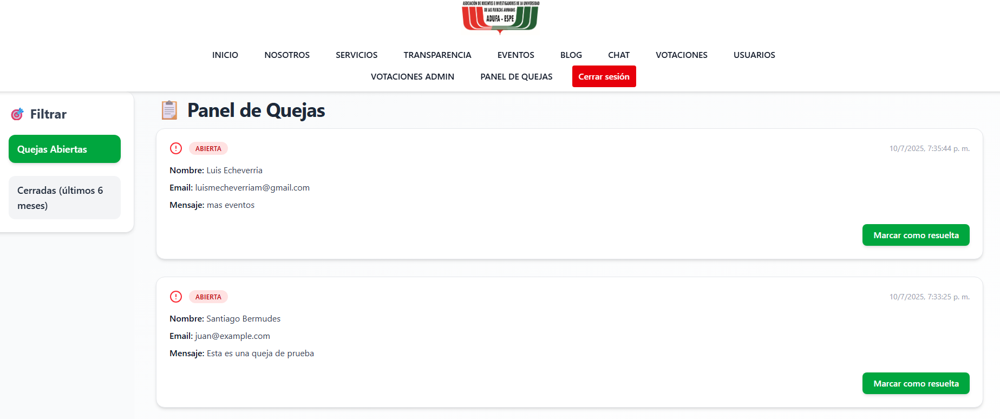 ASOCIACIÓN DE DOCENTES E INVESTIGADORES DE LA UNIVERSIDAD
DE LAS FUERZAS ARMADAS
ADUFA - ESPE
INICIO NOSOTROS SERVICIOS TRANSPARENCIA EVENTOS BLOG CHAT VOTACIONES USUARIOS
VOTACIONES ADMIN PANEL DE QUEJAS Cerrar sesión
Filtrar
Quejas Abiertas
Cerradas (últimos 6
meses)
Panel de Quejas
ABIERTA 10/7/2025, 7:35:44 p. m.
Nombre: Luis Echeverria
Email: luismecheverriam@gmail.com
Mensaje: mas eventos
Marcar como resuelta
ABIERTA 10/7/2025, 7:33:25 p. m.
Nombre: Santiago Bermudes
Email: juan@example.com
Mensaje: Esta es una queja de prueba
Marcar como resuelta